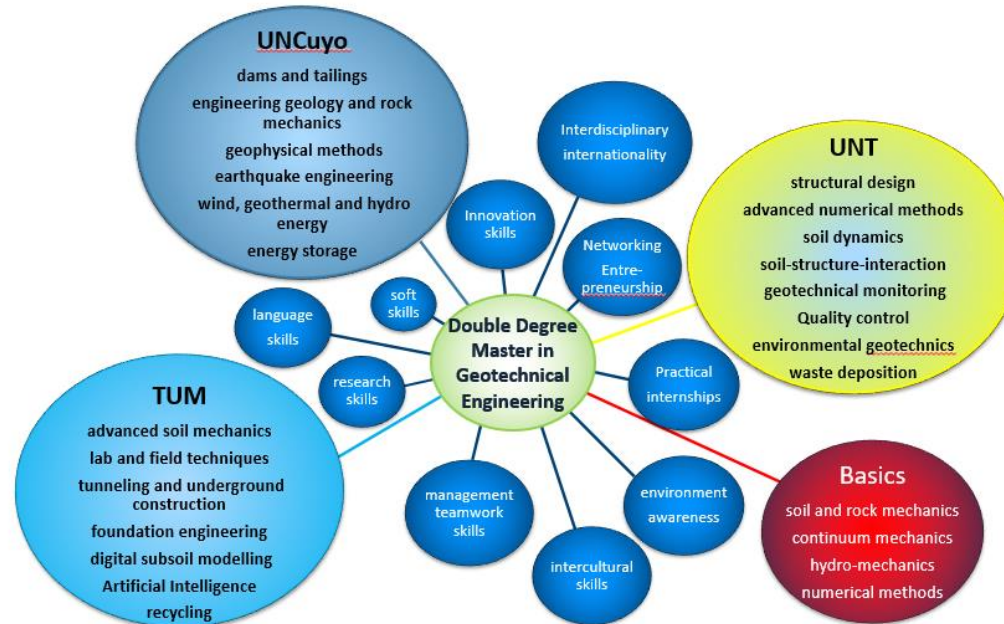 UNCuyo
dams and tailings
engineering geology and rock
mechanics
geophysical methods
earthquake engineering
wind, geothermal and hydro
energy
energy storage
Interdisciplinary
internationality
UNT
structural design
advanced numerical methods
soil dynamics
soil-structure-interaction
geotechnical monitoring
Quality control
environmental geotechnics
waste deposition
Innovation
skills
Networking
Entre-
preneurship
soft
skills
language
skills
Double Degree
Master in
Geotechnical
Engineering
research
skills
Practical
internships
TUM
advanced soil mechanics
lab and field techniques
tunneling and underground
construction
foundation engineering
digital subsoil modelling
Artificial Intelligence
recycling
management
teamwork
skills
intercultural
skills
environment
awareness
Basics
soil and rock mechanics
continuum mechanics
hydro-mechanics
numerical methods